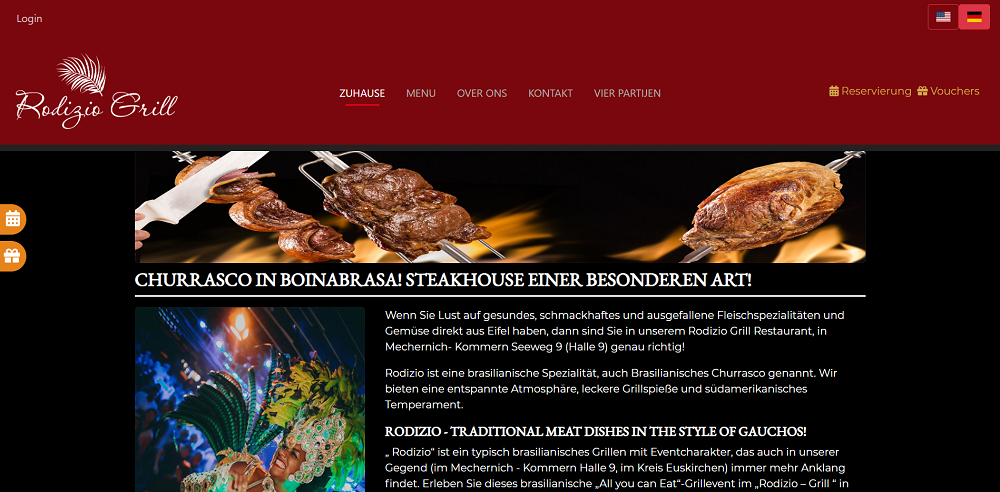 Login
Rodizio Grill
ZUHAUSE MENU OVER ONS KONTAKT VIER PARTIJEN
Reservierung Vouchers
CHURRASCO IN BOINABRASA! STEAKHOUSE EINER BESONDEREN ART!
Wenn Sie Lust auf gesundes, schmackhaftes und ausgefallene Fleischspezialitäten und
Gemüse direkt aus Eifel haben, dann sind Sie in unserem Rodizio Grill Restaurant, in
Mechernich- Kommern Seeweg 9 (Halle 9) genau richtig!
Rodizio ist eine brasilianische Spezialität, auch Brasilianisches Churrasco genannt. Wir
bieten eine entspannte Atmosphäre, leckere Grillspieße und südamerikanisches
Temperament.
RODIZIO - TRADITIONAL MEAT DISHES IN THE STYLE OF GAUCHOS!
„ Rodizio“ ist ein typisch brasilianisches Grillen mit Eventcharakter, das auch in unserer
Gegend (im Mechernich - Kommern Halle 9, im Kreis Euskirchen) immer mehr Anklang
findet. Erleben Sie dieses brasilianische „All you can Eat“-Grillevent im „Rodizio – Grill “ in